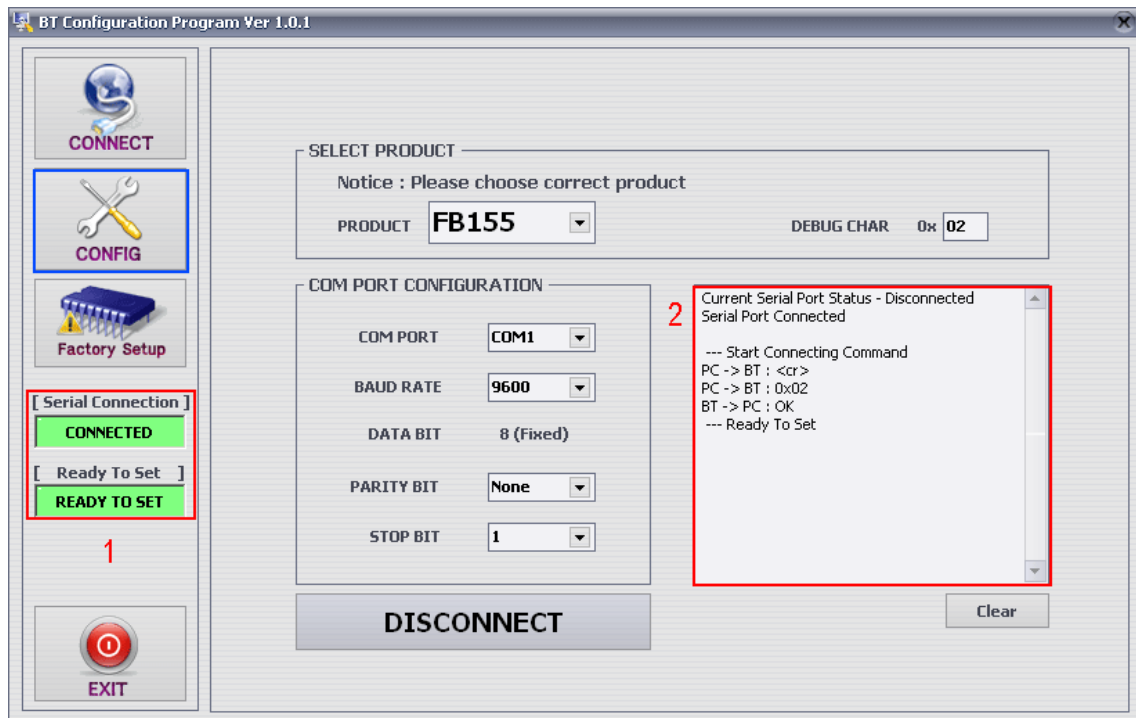 BT Configuration Program Ver 1.0.1
CONNECT
CONFIG
Factory Setup
[ Serial Connection ]
CONNECTED
[ Ready To Set ]
READY TO SET
1
EXIT
SELECT PRODUCT
Notice : Please choose correct product
PRODUCT FB155 DEBUG CHAR 0x 02
COM PORT CONFIGURATION
COM PORT COM1
BAUD RATE 9600
DATA BIT 8 (Fixed)
PARITY BIT None
STOP BIT 1
DISCONNECT
2
Current Serial Port Status - Disconnected
Serial Port Connected
--- Start Connecting Command
PC -> BT : <cr>
PC -> BT : 0x02
BT -> PC : OK
--- Ready To Set
Clear